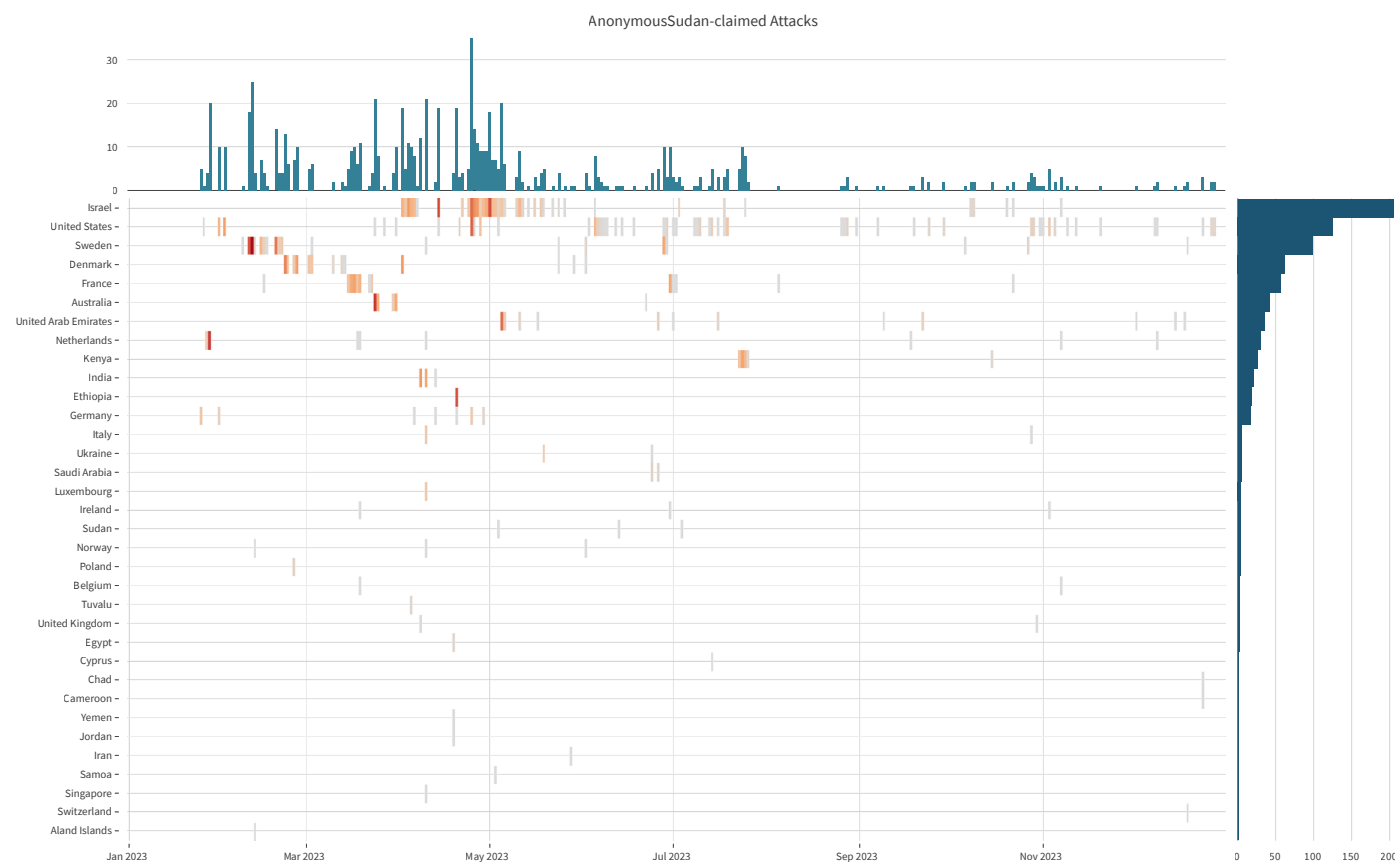 AnonymousSudan-claimed Attacks
30
20
10
0
Israel
United States
Sweden
Denmark
France
Australia
United Arab Emirates
Netherlands
Kenya
India
Ethiopia
Germany
Italy
Ukraine
Saudi Arabia
Luxembourg
Ireland
Sudan
Norway
Poland
Belgium
Tuvalu
United Kingdom
Egypt
Cyprus
Chad
Cameroon
Yemen
Jordan
Iran
Samoa
Singapore
Switzerland
Aland Islands
Jan 2023 Mar 2023 May 2023 Jul 2023 Sep 2023 Nov 2023 0 50 100 150 200